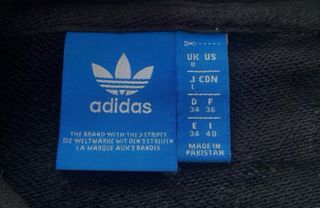 adidas
THE BRAND WITH THE 3 STRIPES
DIE WELTMARKE MIT DEN 3 STREIFEN
LA MARQUE AUX 3 BANDES
UK US
8
J CDN
L
D F
34 36
E I
34 40
MADE IN
PAKISTAN